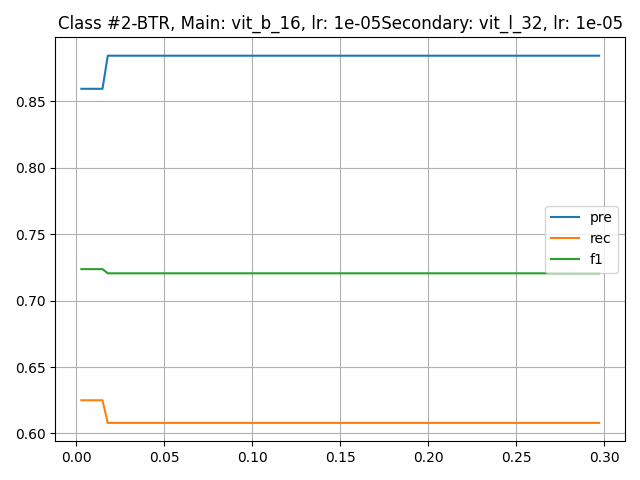 Class #2-BTR, Main: vit_b_16, lr: 1e-05Secondary: vit_l_32, lr: 1e-05
0.85
0.80
0.75
0.70
0.65
0.60
pre
rec
f1
0.00 0.05 0.10 0.15 0.20 0.25 0.30